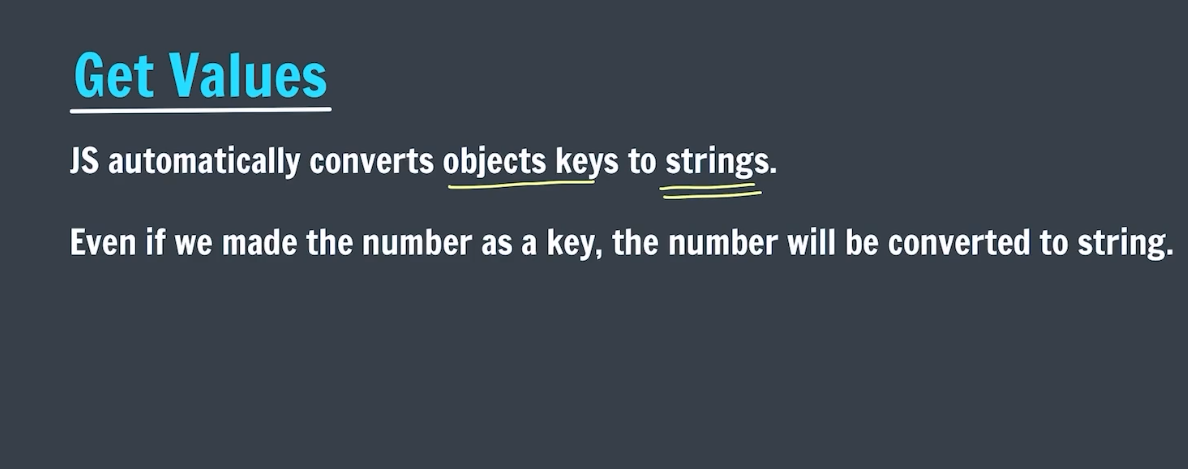 Get Values
JS automatically converts objects keys to strings.
Even if we made the number as a key, the number will be converted to string.